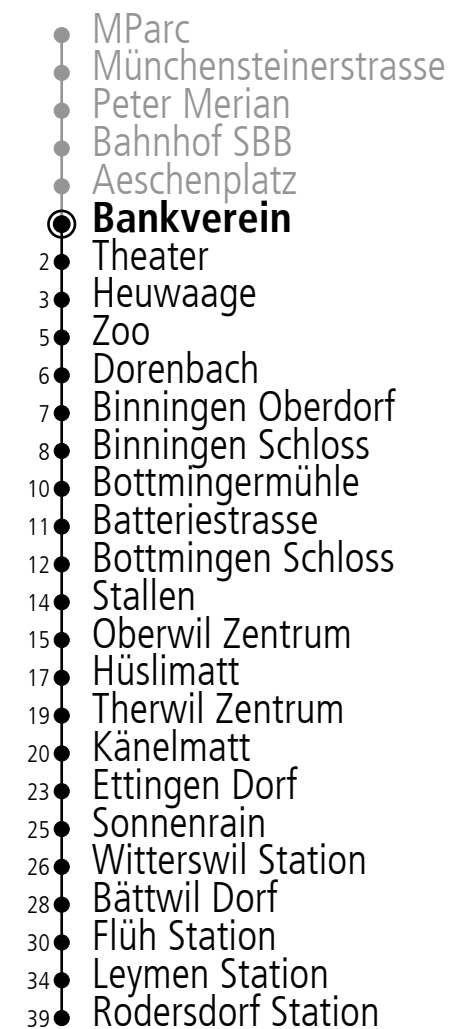 MParc
Münchensteinerstrasse
Peter Merian
Bahnhof SBB
Aeschenplatz
Bankverein
2 Theater
3 Heuwaage
5 Zoo
6 Dorenbach
7 Binningen Oberdorf
8 Binningen Schloss
10 Bottmingermühle
11 Batteriestrasse
12 Bottmingen Schloss
14 Stallen
15 Oberwil Zentrum
17 Hüslimatt
19 Therwil Zentrum
20 Känelmatt
23 Ettingen Dorf
25 Sonnenrain
26 Witterswil Station
28 Bättwil Dorf
30 Flüh Station
34 Leymen Station
39 Rodersdorf Station